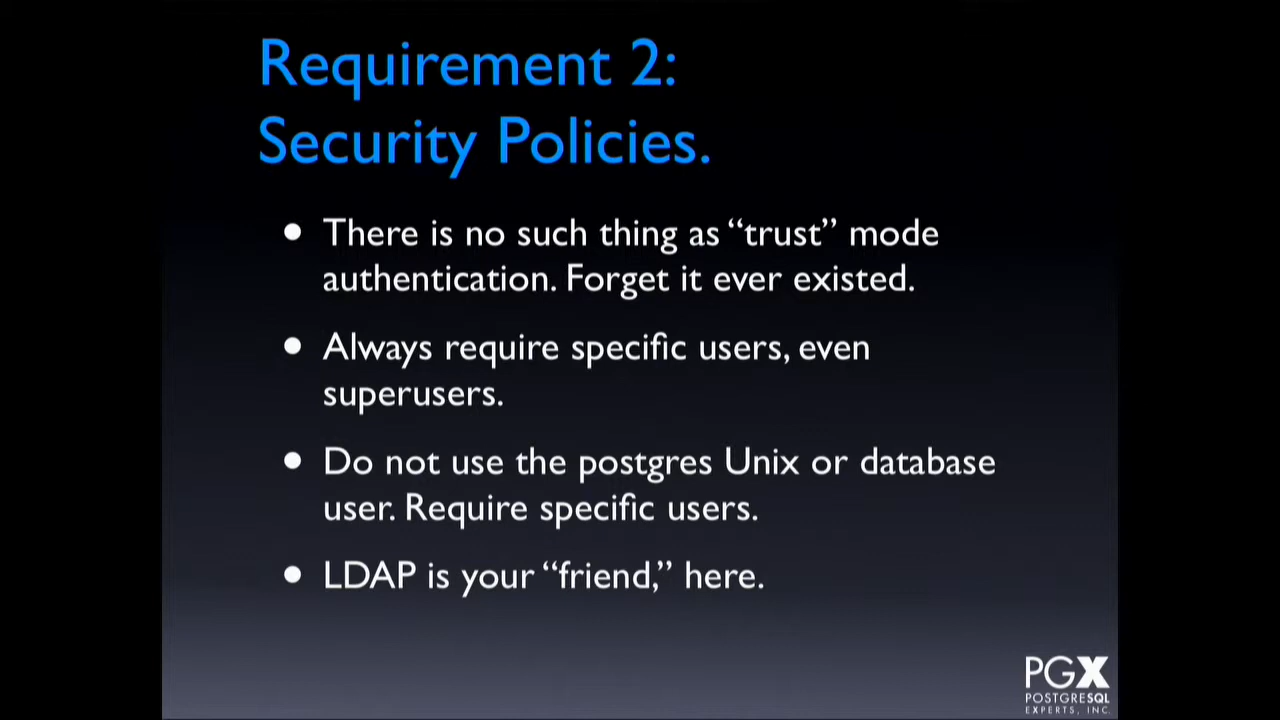 Requirement 2:
Security Policies.
• There is no such thing as “trust” mode
authentication. Forget it ever existed.
• Always require specific users, even
superusers.
• Do not use the postgres Unix or database
user. Require specific users.
• LDAP is your “friend,” here.
PGX
POSTGRESQL
EXPERTS, INC.